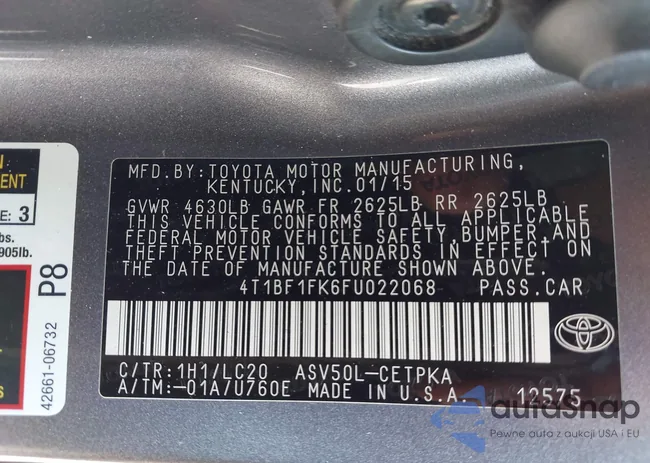 MFD.BY:TOYOTA MOTOR MANUFACTURING,
KENTUCKY,INC.01/15
GVWR 4630LB GAWR FR 2625LB RR 2625LB
THIS VEHICLE CONFORMS TO ALL APPLICABLE
FEDERAL MOTOR VEHICLE SAFETY,BUMPER,AND
THEFT PREVENTION STANDARDS IN EFFECT ON
THE DATE OF MANUFACTURE SHOWN ABOVE.
4T1BF1FK6FU022068 PASS.CAR
C/TR:1H1/LC20 ASV50L-CETPKA
A/TM:-01A/U760E MADE IN U.S.A. 12575
E: 3
bs.
905lb.
P8
42661-06732
autoSnap
Pewne auta z aukcji USA i EU